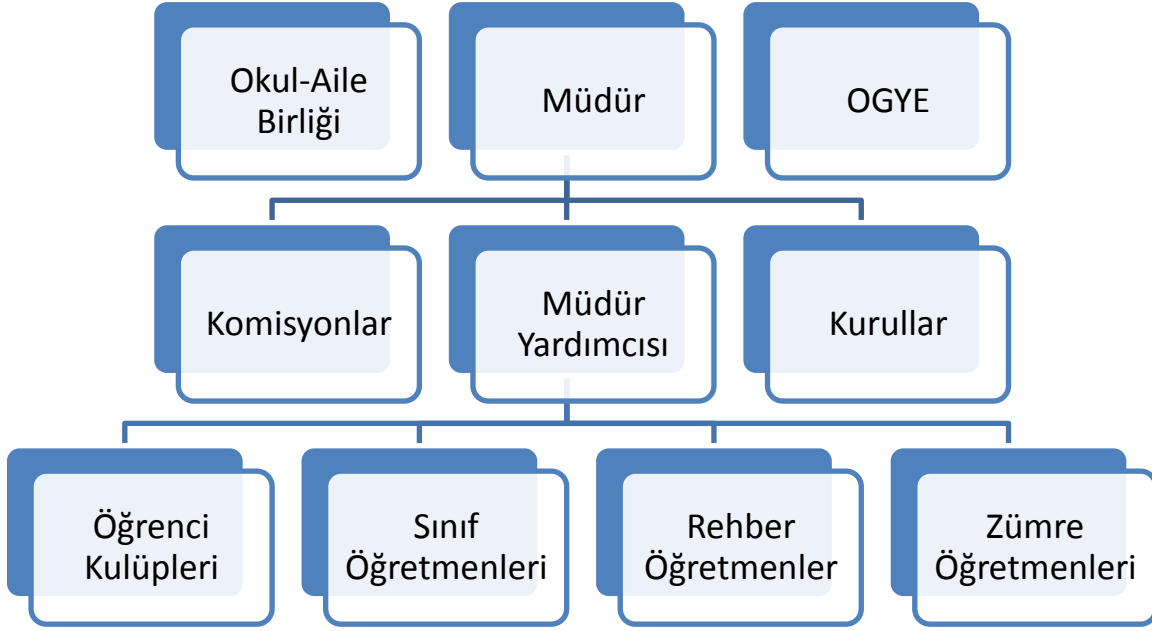 Okul-Aile
Birliği
Müdür
OGYE
Komisyonlar
Müdür
Yardımcısı
Kurullar
Öğrenci
Kulüpleri
Sınıf
Öğretmenleri
Rehber
Öğretmenler
Zümre
Öğretmenleri